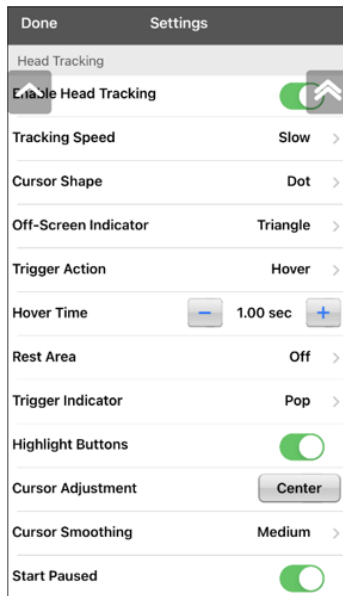 Done Settings
Head Tracking
Enable Head Tracking
Tracking Speed Slow
Cursor Shape Dot
Off-Screen Indicator Triangle
Trigger Action Hover
Hover Time − 1.00 sec +
Rest Area Off
Trigger Indicator Pop
Highlight Buttons
Cursor Adjustment Center
Cursor Smoothing Medium
Start Paused